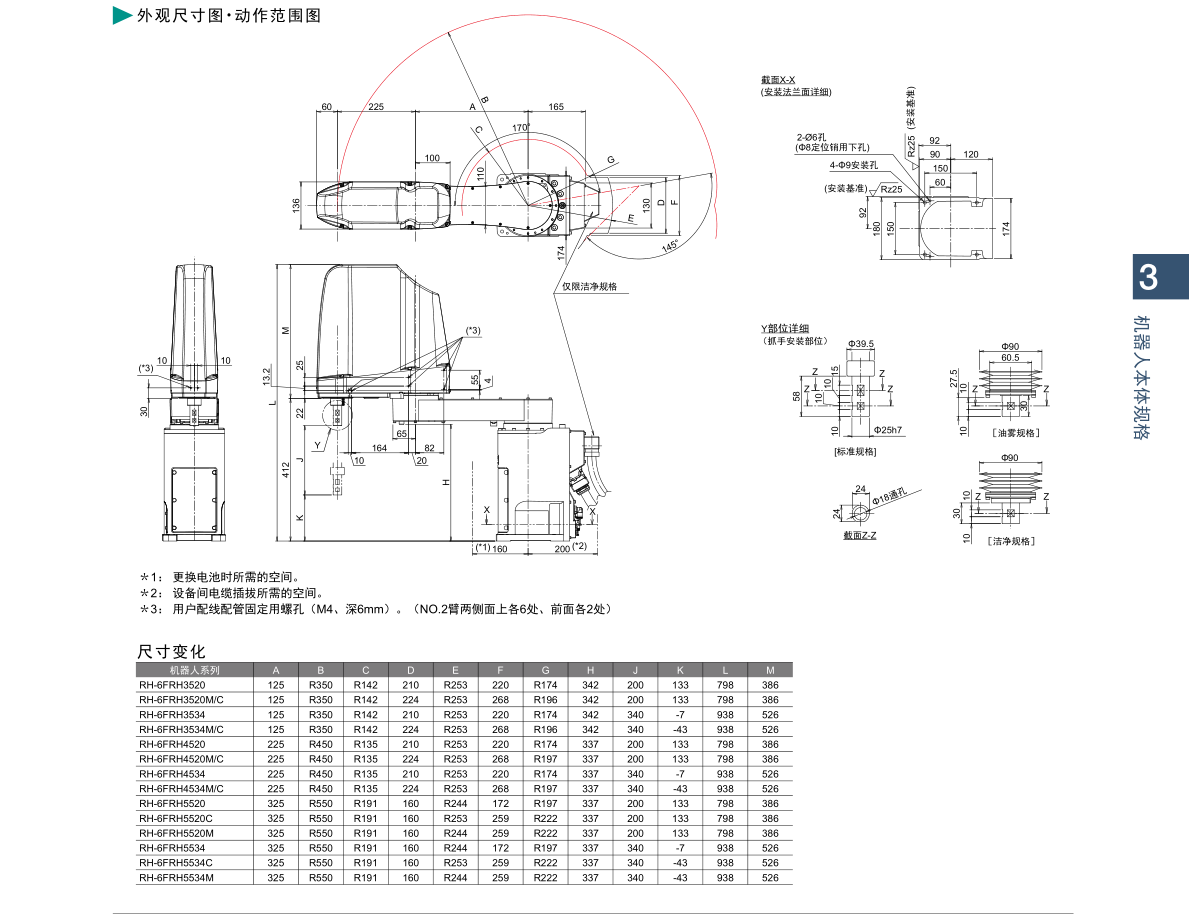 外观尺寸图·动作范围图
60
225
A
165
B
C
170°
G
100
110
136
130
D
F
E
145°
174
仅限洁净规格
截面X-X
(安装法兰面详细)
2-Ø6孔
(Φ8定位销用下孔)
4-Φ9安装孔
(安装基准)
Rz25
Rz25 (安装基准)
92
90
120
150
60
92
180
150
174
3
机器人本体规格
10
10
(*3)
30
M
L
13.2
25
22
412
J
K
Y
(*3)
55
4
65
164
82
10
20
H
X
X
(*1)
160
200
(*2)
Y部位详细
（抓手安装部位）
Φ39.5
Z
Z
Z
Z
15
10
10
58
10
Φ25h7
[标准规格]
Φ90
60.5
27.5
10
Z
Z
30
10
［油雾规格］
24
24
Φ18通孔
截面Z-Z
Φ90
10
Z
Z
30
10
［洁净规格］
＊1： 更换电池时所需的空间。
＊2： 设备间电缆插拔所需的空间。
＊3： 用户配线配管固定用螺孔（M4、深6mm）。（NO.2臂两侧面上各6处、前面各2处）
尺寸变化
机器人系列 A B C D E F G H J K L M
RH-6FRH3520 125 R350 R142 210 R253 220 R174 342 200 133 798 386
RH-6FRH3520M/C 125 R350 R142 224 R253 268 R196 342 200 133 798 386
RH-6FRH3534 125 R350 R142 210 R253 220 R174 342 340 -7 938 526
RH-6FRH3534M/C 125 R350 R142 224 R253 268 R196 342 340 -43 938 526
RH-6FRH4520 225 R450 R135 210 R253 220 R174 337 200 133 798 386
RH-6FRH4520M/C 225 R450 R135 224 R253 268 R197 337 200 133 798 386
RH-6FRH4534 225 R450 R135 210 R253 220 R174 337 340 -7 938 526
RH-6FRH4534M/C 225 R450 R135 224 R253 268 R197 337 340 -43 938 526
RH-6FRH5520 325 R550 R191 160 R244 172 R197 337 200 133 798 386
RH-6FRH5520C 325 R550 R191 160 R253 259 R222 337 200 133 798 386
RH-6FRH5520M 325 R550 R191 160 R244 259 R222 337 200 133 798 386
RH-6FRH5534 325 R550 R191 160 R244 172 R197 337 340 -7 938 526
RH-6FRH5534C 325 R550 R191 160 R253 259 R222 337 340 -43 938 526
RH-6FRH5534M 325 R550 R191 160 R244 259 R222 337 340 -43 938 526